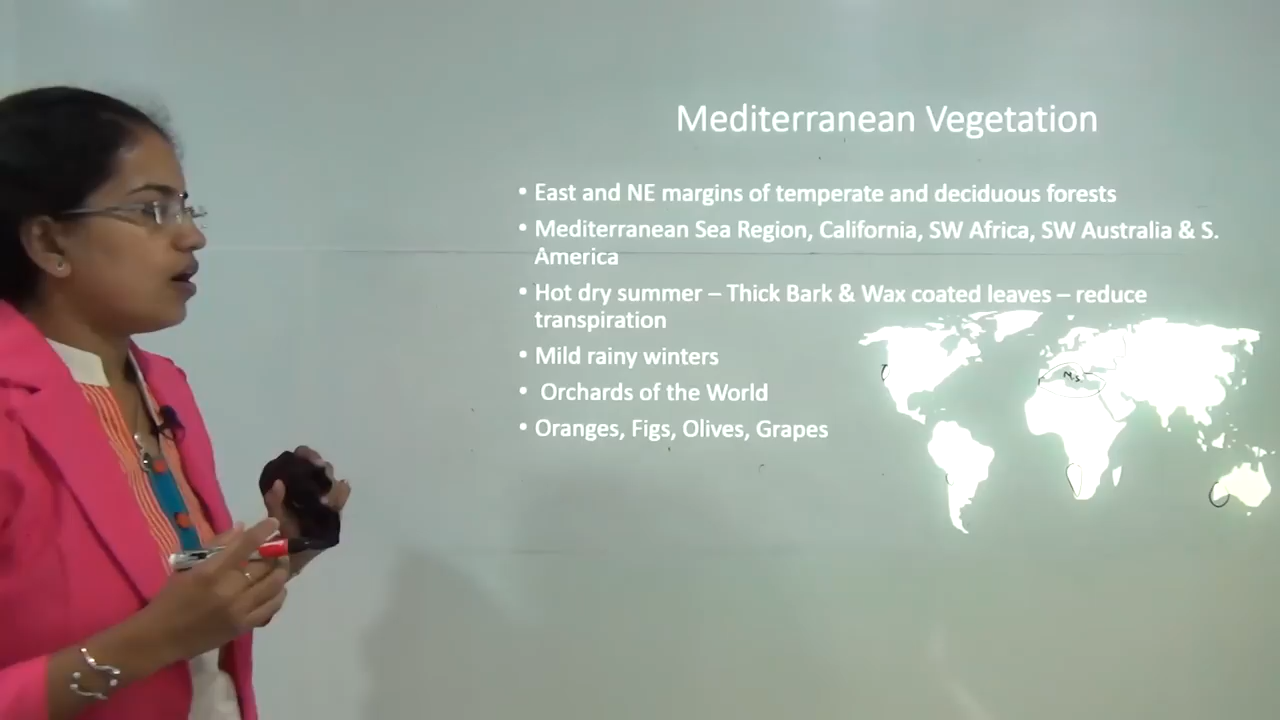 Mediterranean Vegetation
• East and NE margins of temperate and deciduous forests
• Mediterranean Sea Region, California, SW Africa, SW Australia & S.
America
• Hot dry summer – Thick Bark & Wax coated leaves – reduce
transpiration
• Mild rainy winters
• Orchards of the World
• Oranges, Figs, Olives, Grapes
M.S